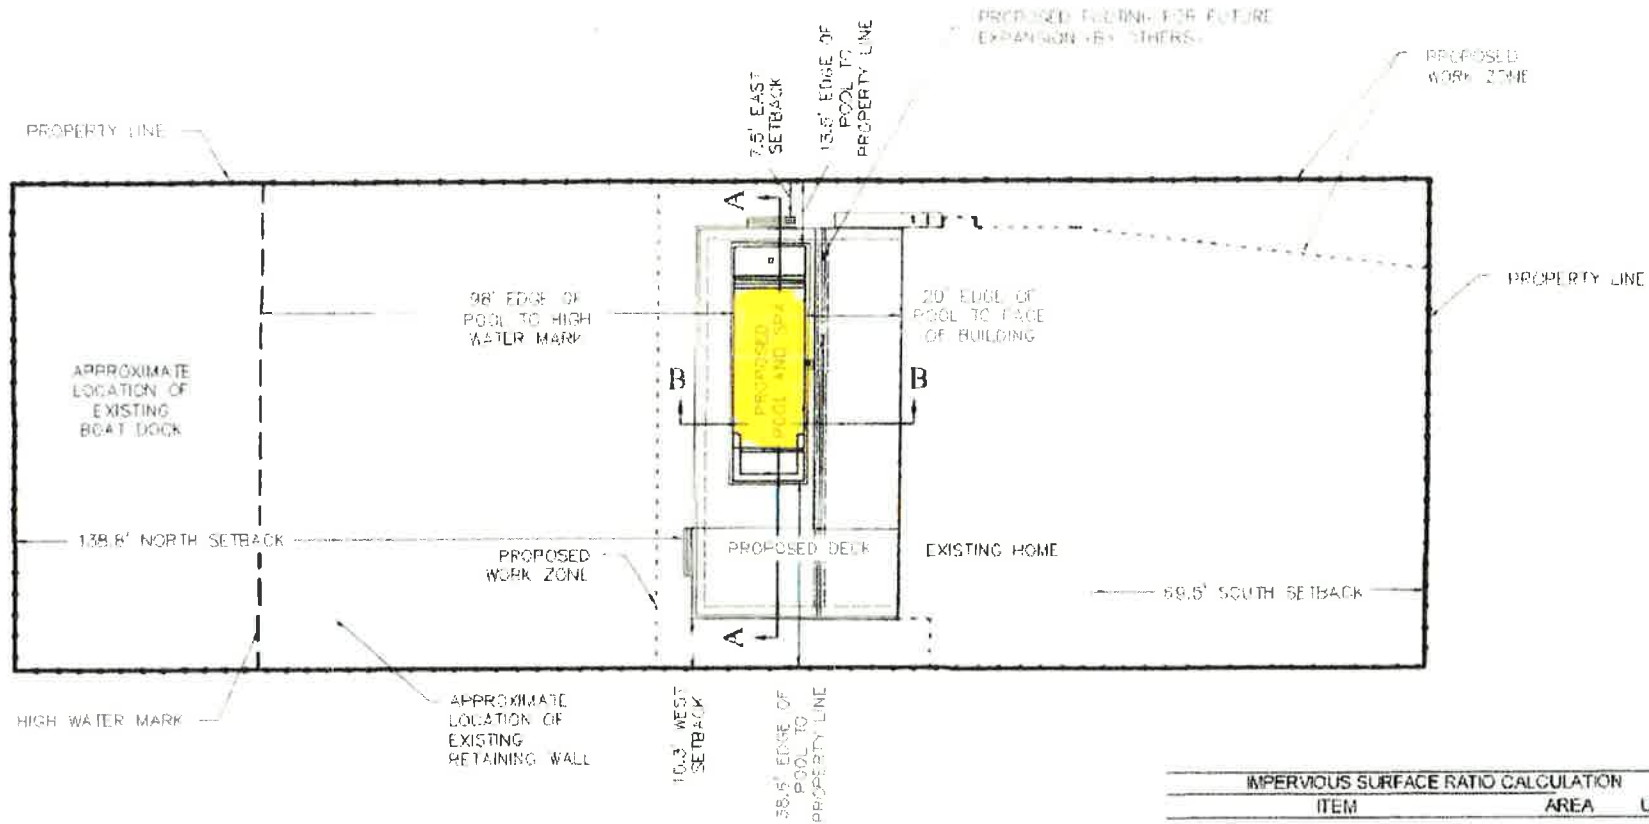 PROPOSED FOOTING FOR FUTURE
EXPANSION (BY OTHERS)
PROPOSED
WORK ZONE
7.5' EAST
SETBACK
13.5' EDGE OF
POOL TO
PROPERTY LINE
PROPERTY LINE
A
PROPERTY LINE
98' EDGE OF
POOL TO HIGH
WATER MARK
20' EDGE OF
POOL TO FACE
OF BUILDING
PROPOSED
POOL AND SPA
APPROXIMATE
LOCATION OF
EXISTING
BOAT DOCK
B
B
138.8' NORTH SETBACK
PROPOSED
WORK ZONE
PROPOSED DECK
EXISTING HOME
69.5' SOUTH SETBACK
A
HIGH WATER MARK
APPROXIMATE
LOCATION OF
EXISTING
RETAINING WALL
10.3' WEST
SETBACK
EDGE OF
POOL TO
PROPERTY LINE
IMPERVIOUS SURFACE RATIO CALCULATION
ITEM AREA U